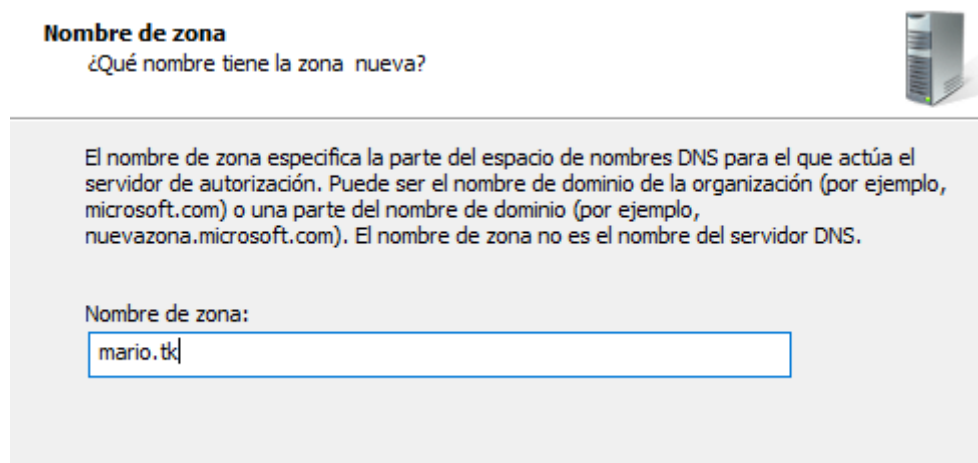 Nombre de zona
¿Qué nombre tiene la zona  nueva?
El nombre de zona especifica la parte del espacio de nombres DNS para el que actúa el
servidor de autorización. Puede ser el nombre de dominio de la organización (por ejemplo,
microsoft.com) o una parte del nombre de dominio (por ejemplo,
nuevazona.microsoft.com). El nombre de zona no es el nombre del servidor DNS.
Nombre de zona:
mario.tk